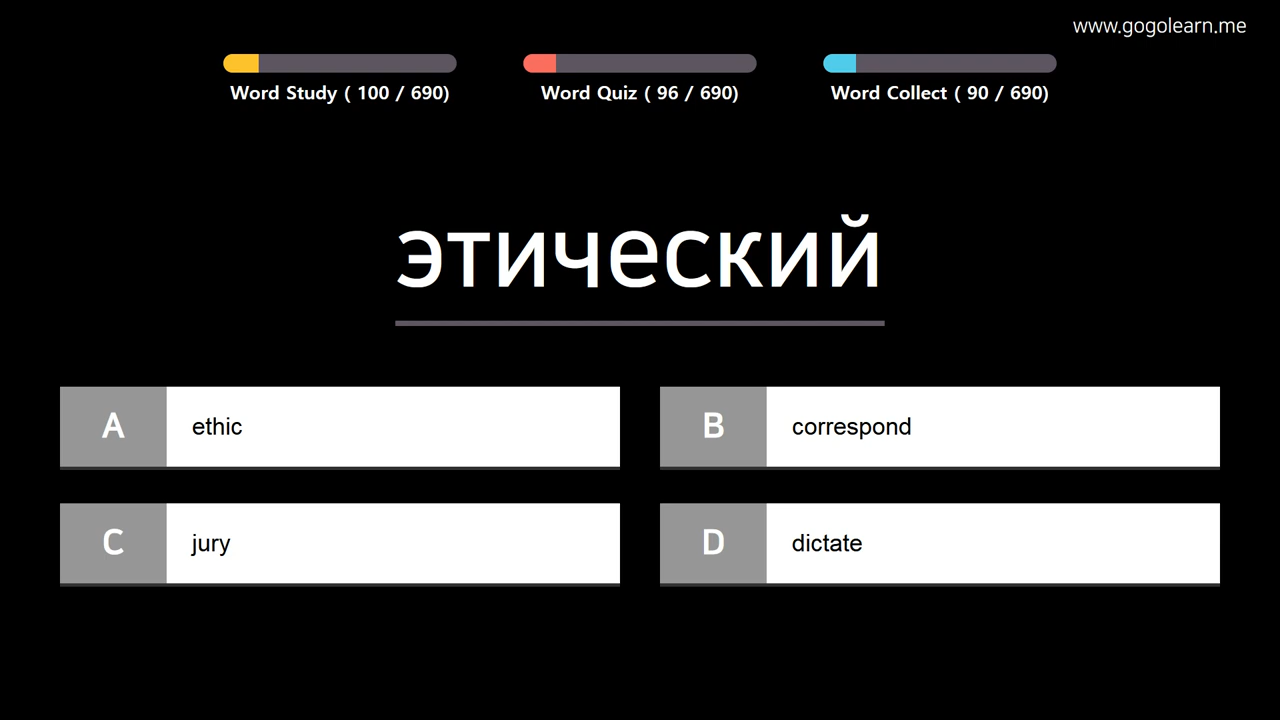 www.gogolearn.me
Word Study ( 100 / 690)
Word Quiz ( 96 / 690)
Word Collect ( 90 / 690)
этический
A ethic
B correspond
C jury
D dictate